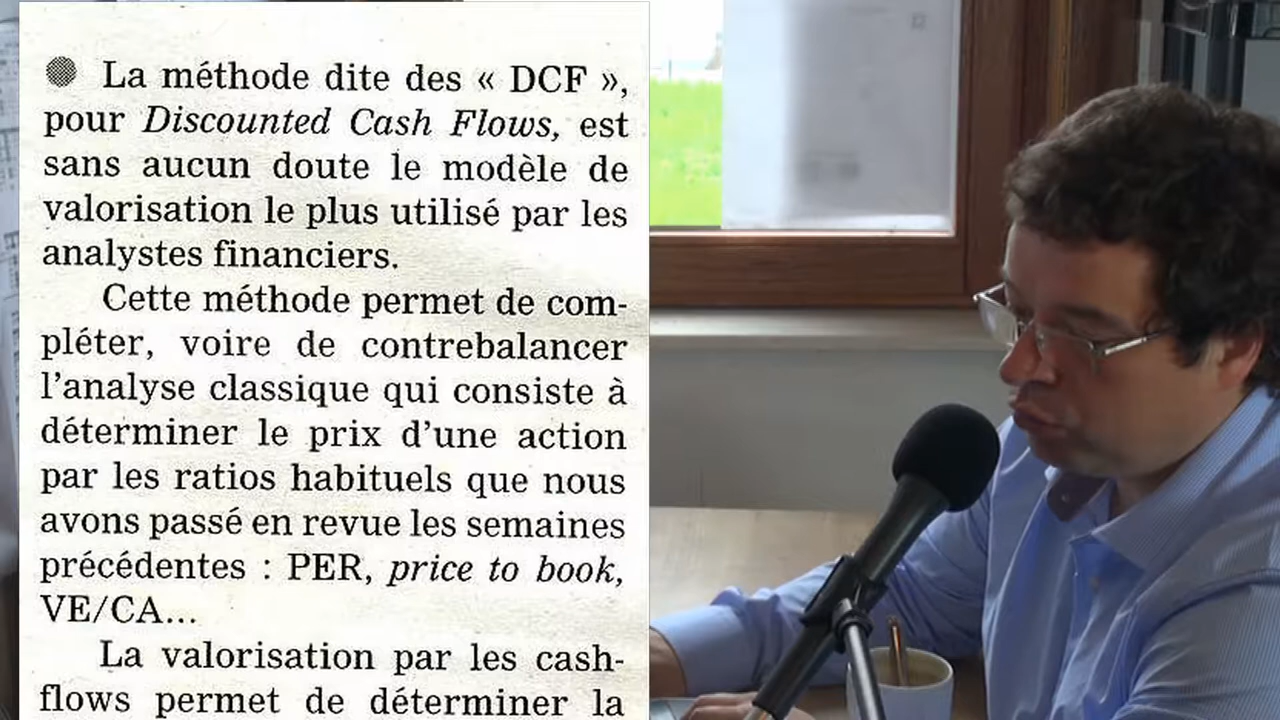 La méthode dite des « DCF »,
pour Discounted Cash Flows, est
sans aucun doute le modèle de
valorisation le plus utilisé par les
analystes financiers.
Cette méthode permet de com-
pléter, voire de contrebalancer
l'analyse classique qui consiste à
déterminer le prix d'une action
par les ratios habituels que nous
avons passé en revue les semaines
précédentes : PER, price to book,
VE/CA...
La valorisation par les cash-
flows permet de déterminer la